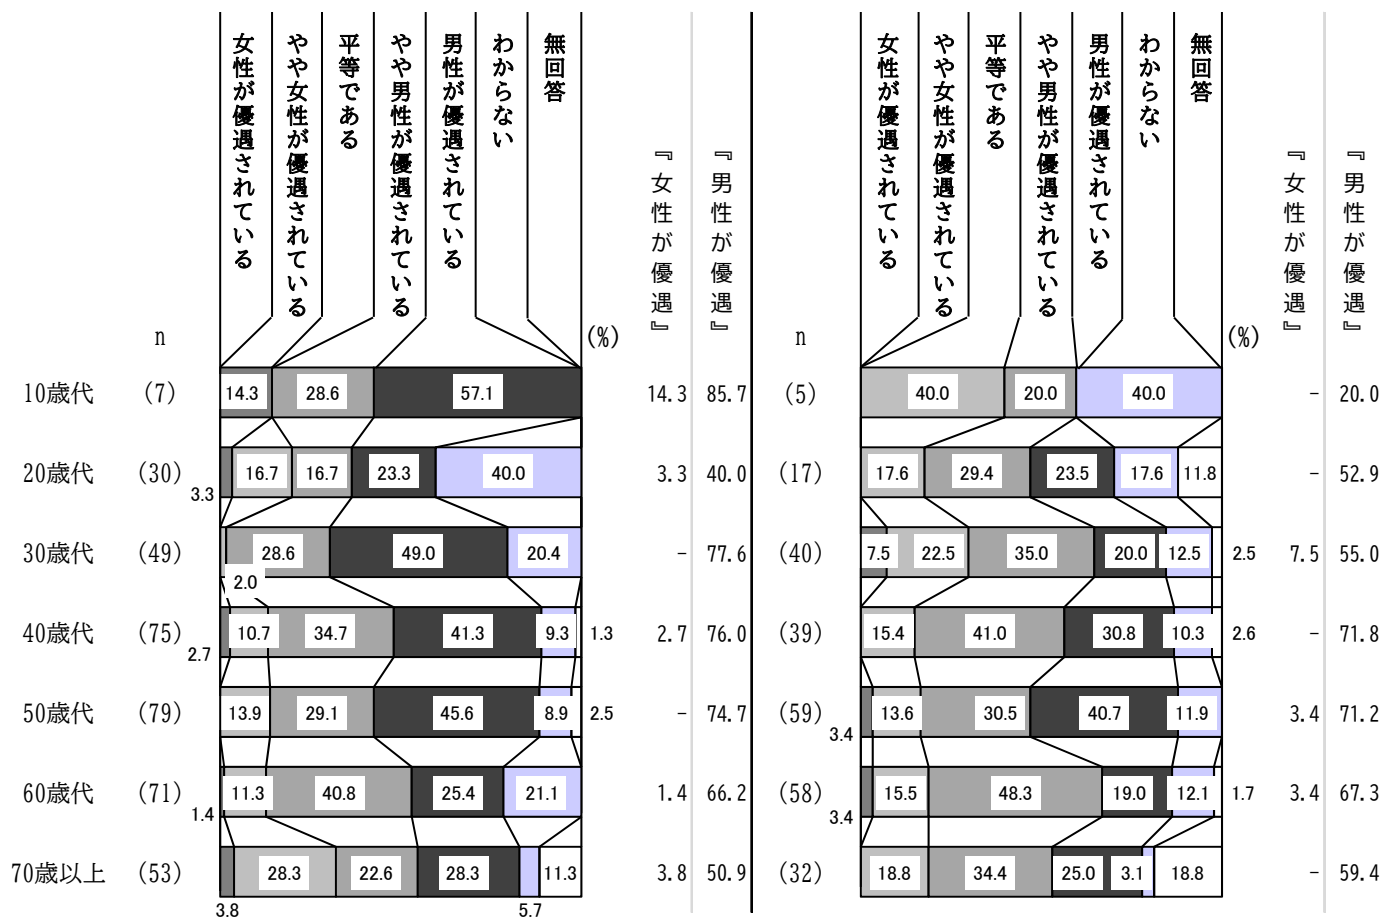 女性が優遇されている
やや女性が優遇されている
平等である
やや男性が優遇されている
男性が優遇されている
わからない
無回答
『女性が優遇』
『男性が優遇』
n
(%)
10歳代 (7) 14.3 28.6 57.1 14.3 85.7
20歳代 (30) 3.3 16.7 16.7 23.3 40.0 3.3 40.0
30歳代 (49) 2.0 28.6 49.0 20.4 - 77.6
40歳代 (75) 2.7 10.7 34.7 41.3 9.3 1.3 2.7 76.0
50歳代 (79) 13.9 29.1 45.6 8.9 2.5 - 74.7
60歳代 (71) 1.4 11.3 40.8 25.4 21.1 1.4 66.2
70歳以上 (53) 3.8 28.3 22.6 28.3 5.7 11.3 3.8 50.9
女性が優遇されている
やや女性が優遇されている
平等である
やや男性が優遇されている
男性が優遇されている
わからない
無回答
『女性が優遇』
『男性が優遇』
n
(%)
(5) 40.0 20.0 40.0 - 20.0
(17) 17.6 29.4 23.5 17.6 11.8 - 52.9
(40) 7.5 22.5 35.0 20.0 12.5 2.5 7.5 55.0
(39) 15.4 41.0 30.8 10.3 2.6 - 71.8
(59) 3.4 13.6 30.5 40.7 11.9 3.4 71.2
(58) 3.4 15.5 48.3 19.0 12.1 1.7 3.4 67.3
(32) 18.8 34.4 25.0 3.1 18.8 - 59.4